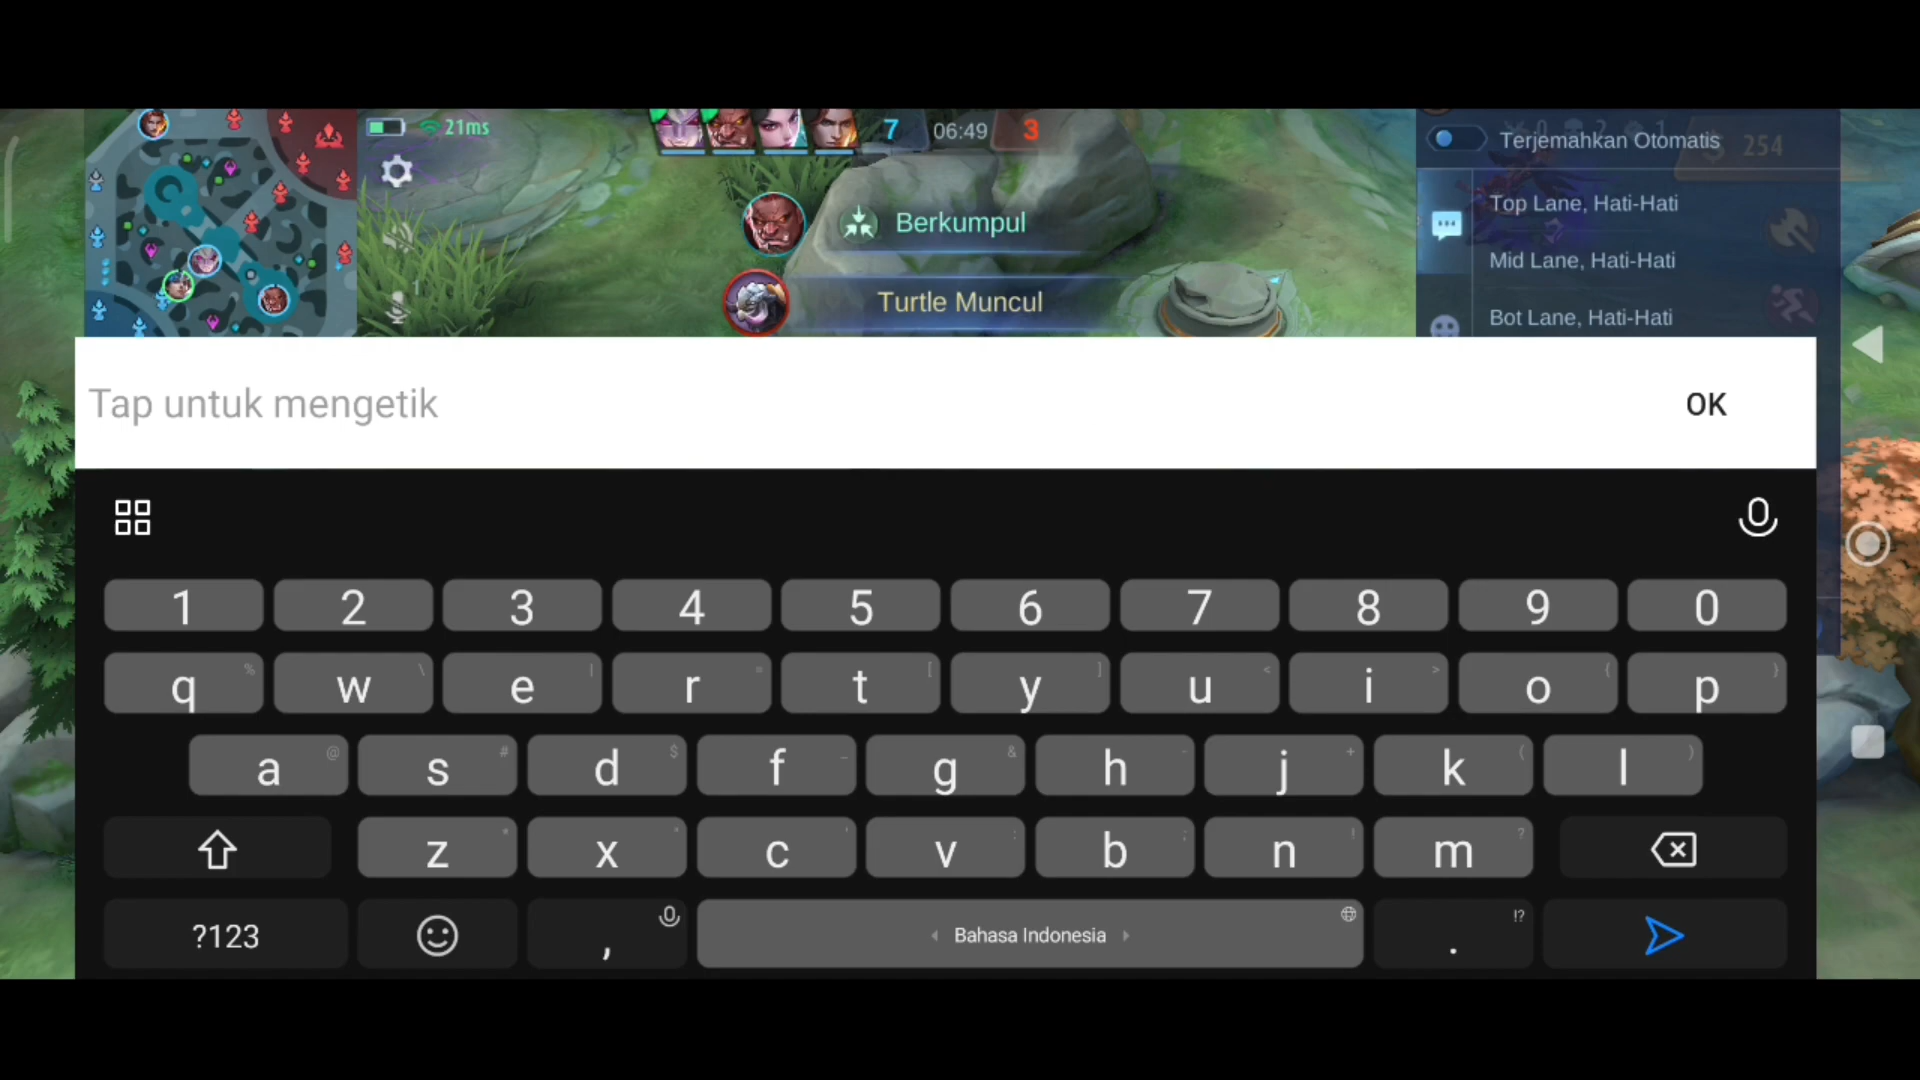 21ms
7 06:49 3
Terjemahkan Otomatis
254
Berkumpul
Turtle Muncul
Top Lane, Hati-Hati
Mid Lane, Hati-Hati
Bot Lane, Hati-Hati
1
Tap untuk mengetik OK
1 2 3 4 5 6 7 8 9 0
q w e r t y u i o p
a s d f g h j k l
z x c v b n m
?123 , Bahasa Indonesia . !?